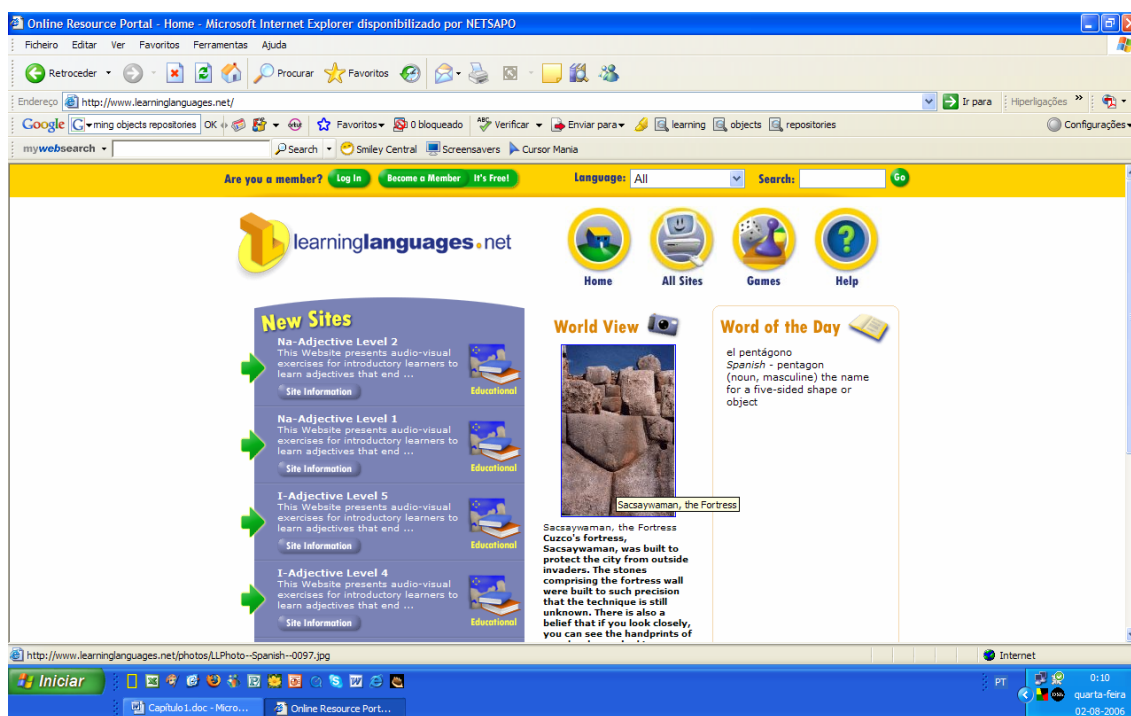 Online Resource Portal - Home - Microsoft Internet Explorer disponibilizado por NETSAPO
Ficheiro Editar Ver Favoritos Ferramentas Ajuda
Retroceder Procurar Favoritos
Endereço http://www.learninglanguages.net/ Ir para Hiperligações »
Google G ming objects repositories OK Favoritos 0 bloqueado ABC Verificar Enviar para learning objects repositories Configurações
mywebsearch Search Smiley Central Screensavers Cursor Mania
Are you a member? Log In Become a Member It's Free! Language: All Search: Go
learninglanguages.net
Home All Sites Games Help
New Sites
Na-Adjective Level 2
This Website presents audio-visual
exercises for introductory learners to
learn adjectives that end ...
Site Information
Educational
Na-Adjective Level 1
This Website presents audio-visual
exercises for introductory learners to
learn adjectives that end ...
Site Information
Educational
I-Adjective Level 5
This Website presents audio-visual
exercises for introductory learners to
learn adjectives that end ...
Site Information
Educational
I-Adjective Level 4
This Website presents audio-visual
exercises for introductory learners to
learn adjectives that end ...
Site Information
Educational
World View
Sacsaywaman, the Fortress
Sacsaywaman, the Fortress
Cuzco's fortress,
Sacsaywaman, was built to
protect the city from outside
invaders. The stones
comprising the fortress wall
were built to such precision
that the technique is still
unknown. There is also a
belief that if you look closely,
you can see the handprints of
Word of the Day
el pentágono
Spanish - pentagon
(noun, masculine) the name
for a five-sided shape or
object
http://www.learninglanguages.net/photos/LLPhoto--Spanish--0097.jpg
Internet
Iniciar
PT
0:10
quarta-feira
02-08-2006
Capítulo1.doc - Micro...
Online Resource Port...